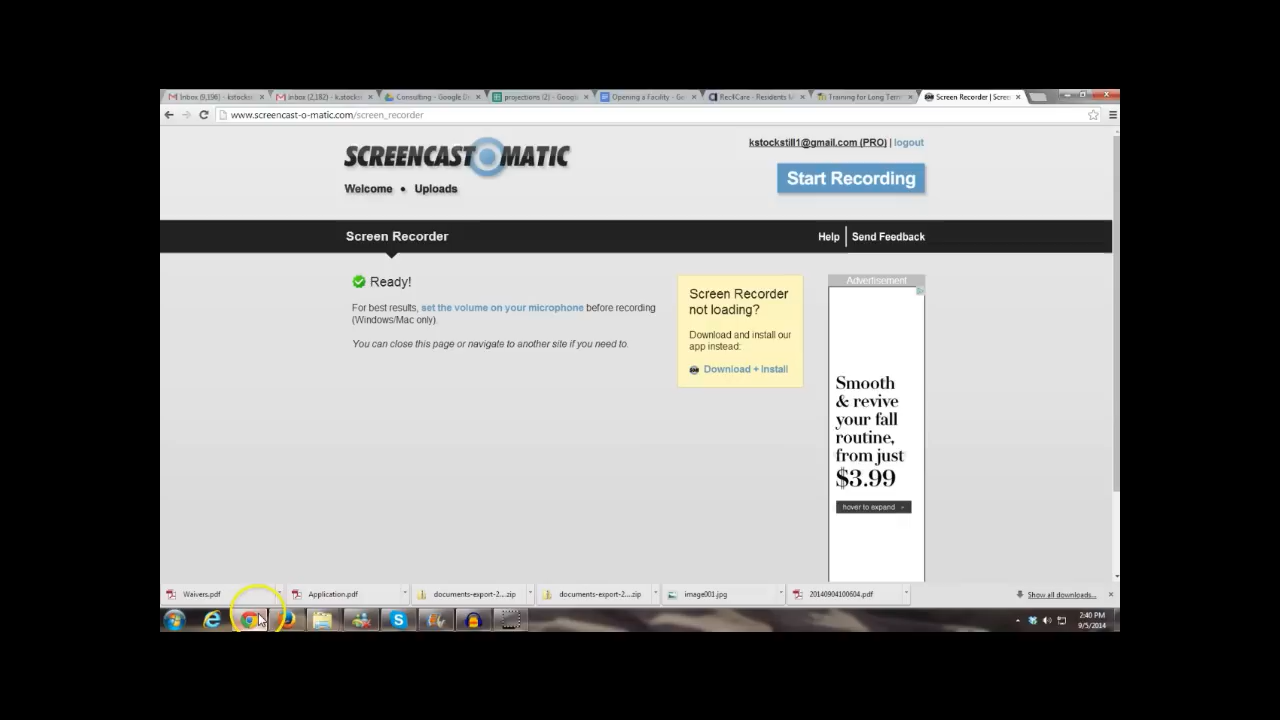 Inbox (9,196) - kstocks
Inbox (2,182) - k.stocks
Consulting - Google Dr
projections (2) - Google
Opening a Facility - Go
Rec4Care - Residents M
Training for Long Term
Screen Recorder | Scree
www.screencast-o-matic.com/screen_recorder
SCREENCAST MATIC
kstockstill1@gmail.com (PRO) | logout
Start Recording
Welcome • Uploads
Screen Recorder
Help | Send Feedback
Ready!
For best results, set the volume on your microphone before recording
(Windows/Mac only).
You can close this page or navigate to another site if you need to.
Screen Recorder
not loading?
Download and install our
app instead:
Download + Install
Advertisement
Smooth
& revive
your fall
routine,
from just
$3.99
hover to expand
Waivers.pdf
Application.pdf
documents-export-2....zip
documents-export-2....zip
image001.jpg
20140904100604.pdf
Show all downloads...
2:40 PM
9/5/2014